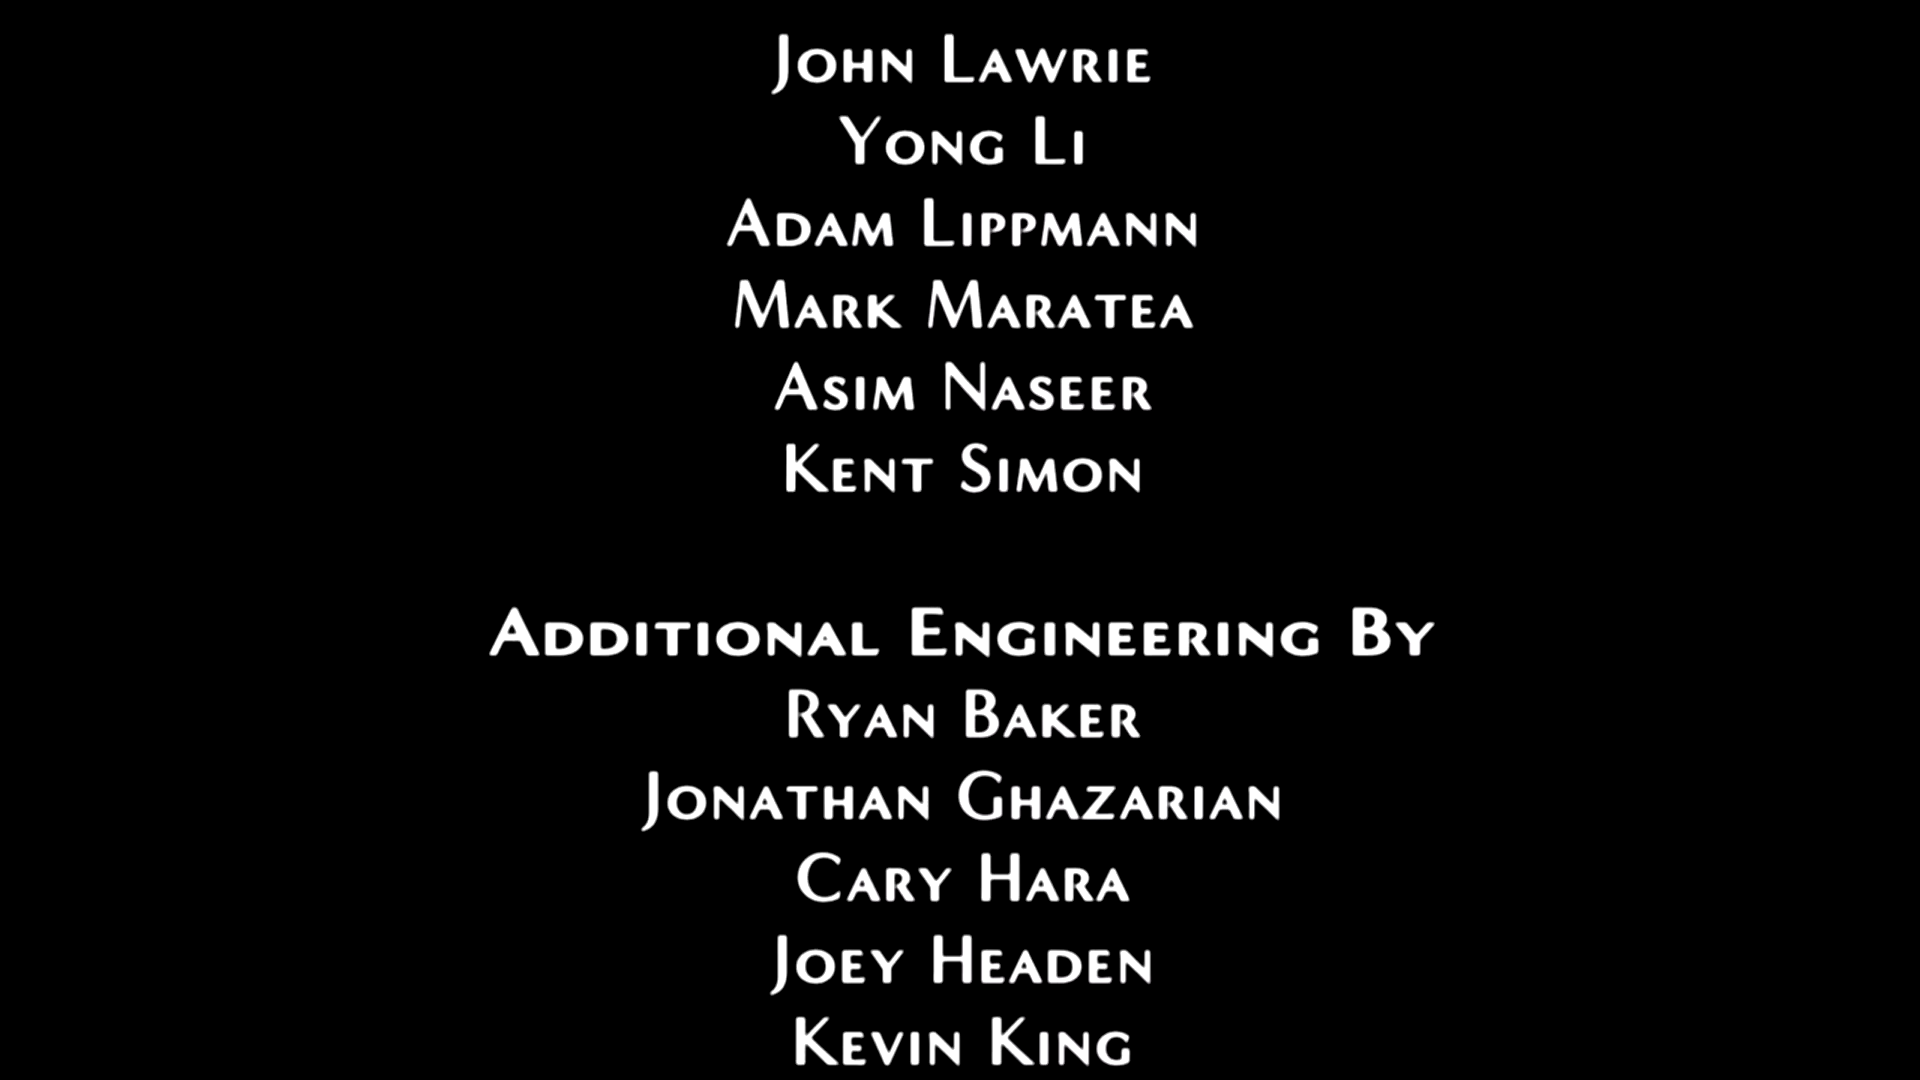 John Lawrie
Yong Li
Adam Lippmann
Mark Maratea
Asim Naseer
Kent Simon
Additional Engineering By
Ryan Baker
Jonathan Ghazarian
Cary Hara
Joey Headen
Kevin King